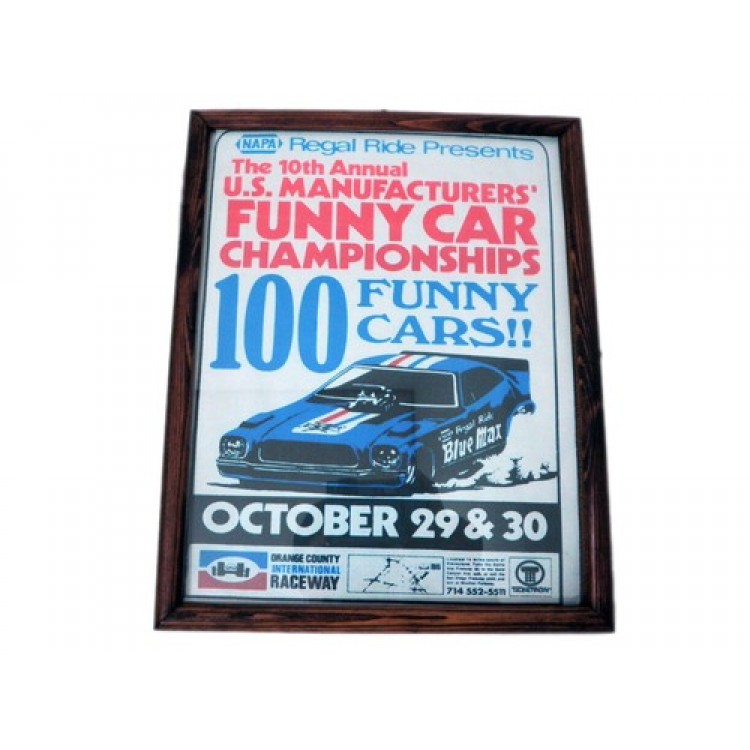 NAPA Regal Ride Presents
The 10th Annual
U.S. MANUFACTURERS'
FUNNY CAR
CHAMPIONSHIPS
100 FUNNY
CARS!!
Regal Ride
Blue Max
OCTOBER 29 & 30
ORANGE COUNTY
INTERNATIONAL
RACEWAY
714 552-5511
TICKETRON